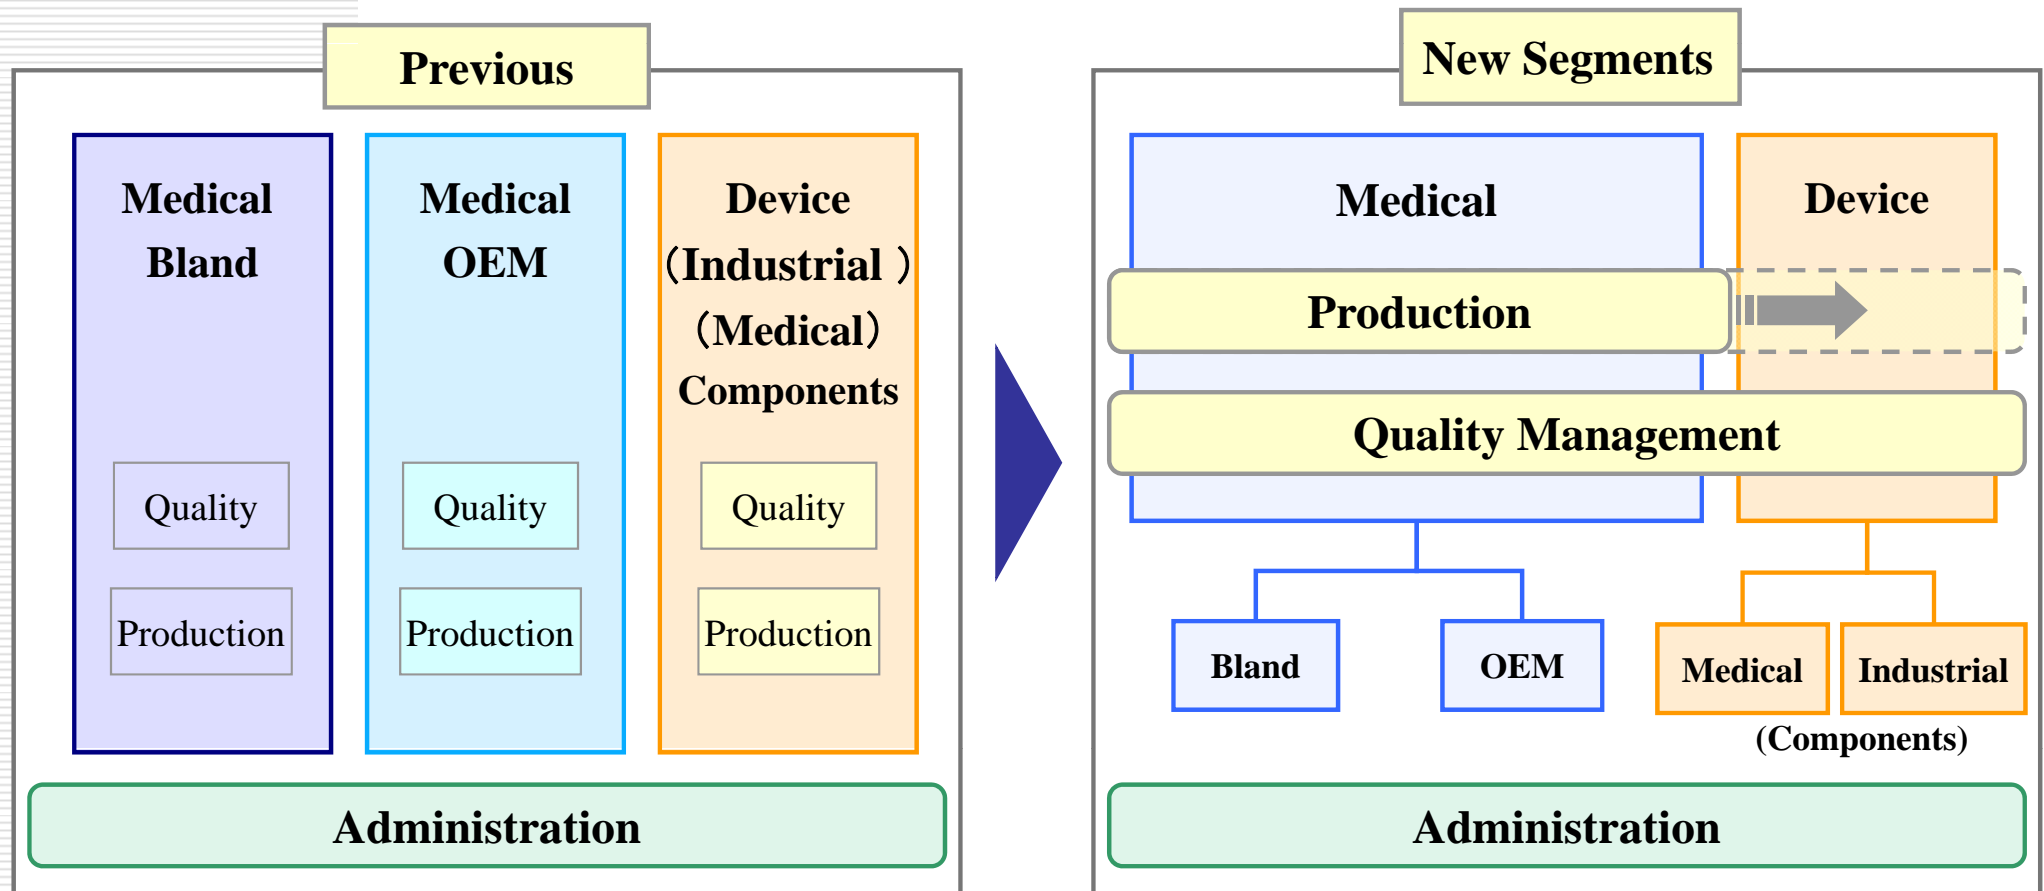 Previous
Medical
Bland
Quality
Production
Medical
OEM
Quality
Production
Device
（Industrial ）
（Medical）
Components
Quality
Production
Administration
New Segments
Medical
Device
Production
Quality Management
Bland
OEM
Medical
Industrial
(Components)
Administration